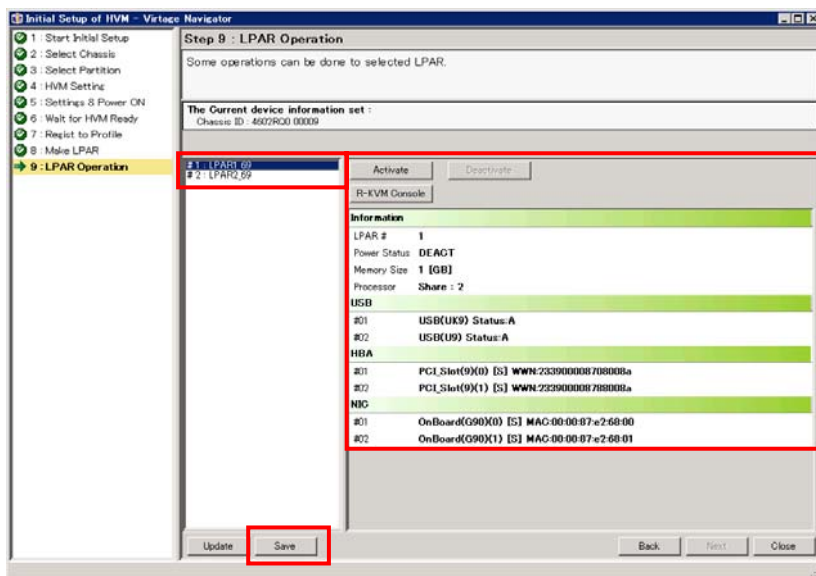 Initial Setup of HVM - Virtage Navigator
1 : Start Initial Setup
2 : Select Chassis
3 : Select Partition
4 : HVM Setting
5 : Settings & Power ON
6 : Wait for HVM Ready
7 : Regist to Profile
8 : Make LPAR
9 : LPAR Operation
Step 9 : LPAR Operation
Some operations can be done to selected LPAR.
The Current device information set :
Chassis ID : 4602RQ0 00009
# 1 : LPAR1_69
# 2 : LPAR2_69
Activate Deactivate
R-KVM Console
Information
LPAR # 1
Power Status DEACT
Memory Size 1 [GB]
Processor Share : 2
USB
#01 USB(UK9) Status:A
#02 USB(U9) Status:A
HBA
#01 PCI_Slot(9)(0) [S] WWN:233900008708008a
#02 PCI_Slot(9)(1) [S] WWN:233900008788008a
NIC
#01 OnBoard(G90)(0) [S] MAC:00:00:87:e2:68:00
#02 OnBoard(G90)(1) [S] MAC:00:00:87:e2:68:01
Update Save Back Next Close